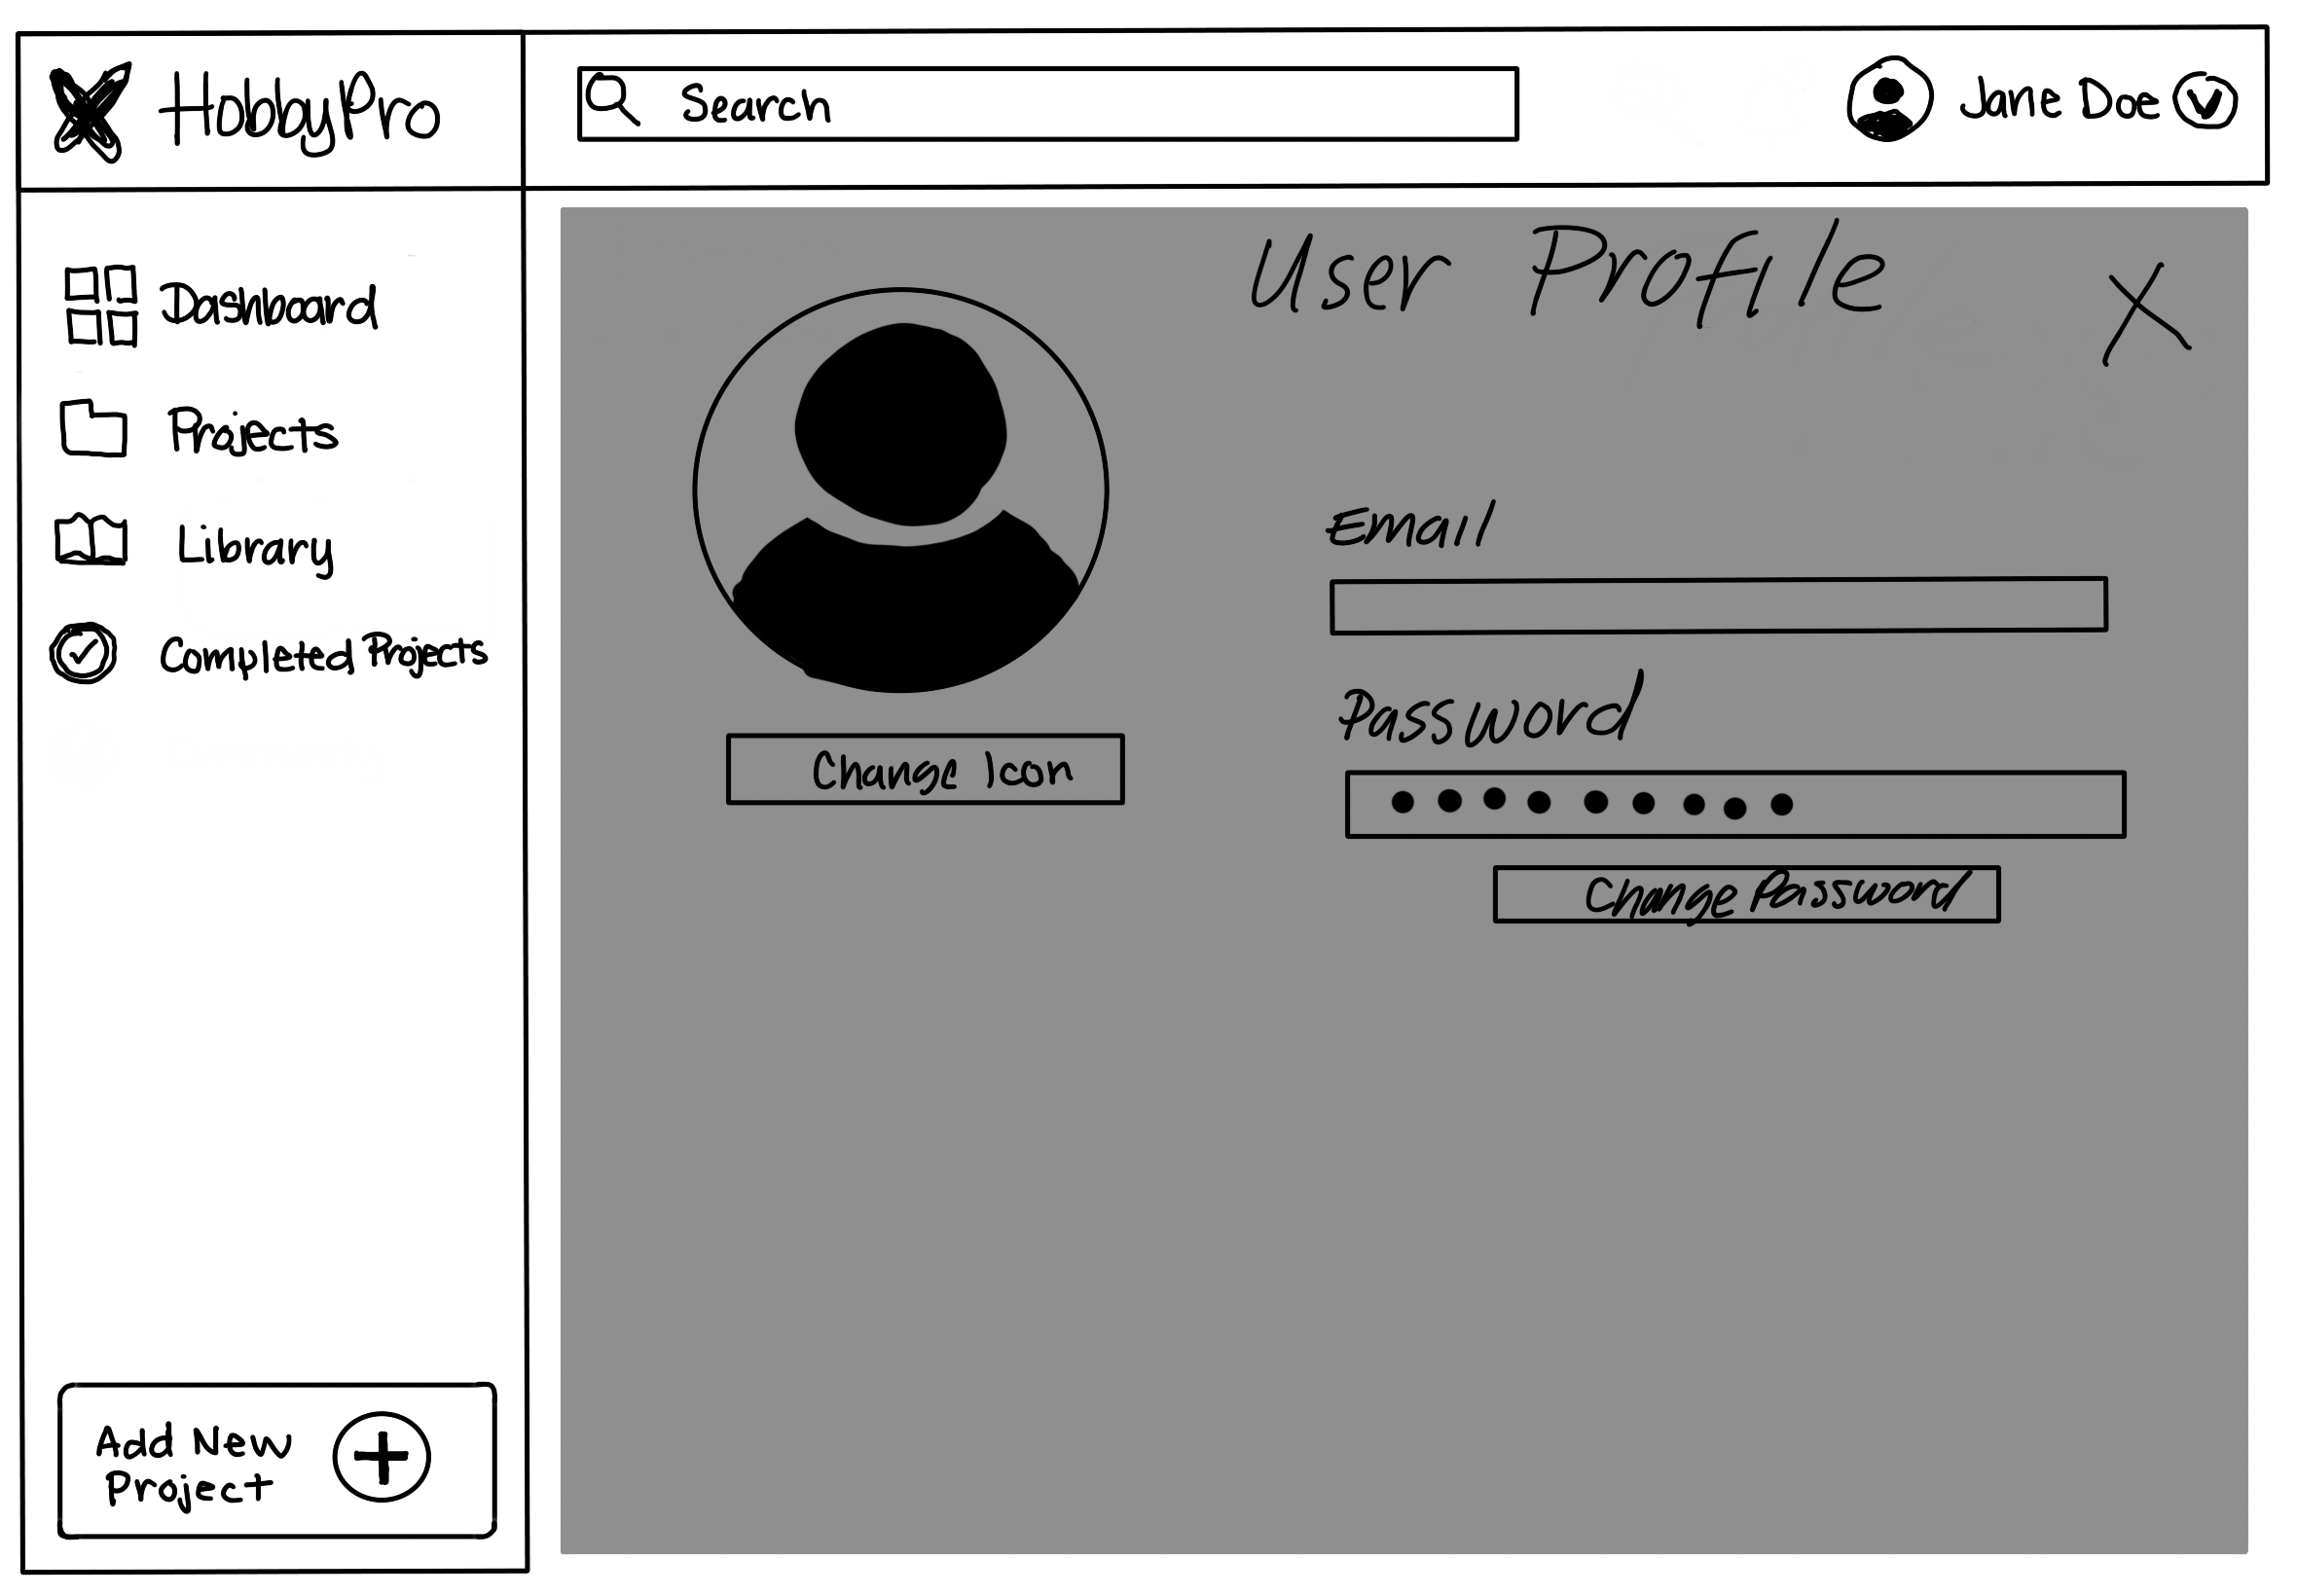 HobbyPro
Search
Jane Doe
Dashboard
Projects
Library
Completed Projects
Add New
Project
User Profile
X
Email
Password
Change Icon
Change Password